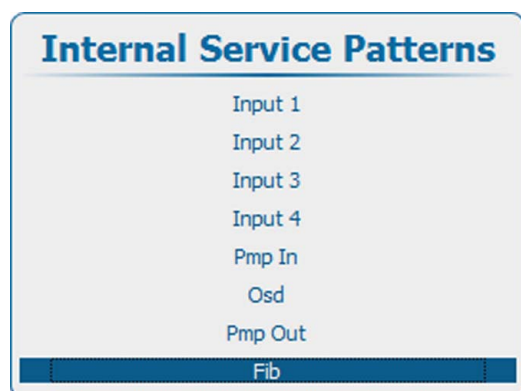 Internal Service Patterns
Input 1
Input 2
Input 3
Input 4
Pmp In
Osd
Pmp Out
Fib